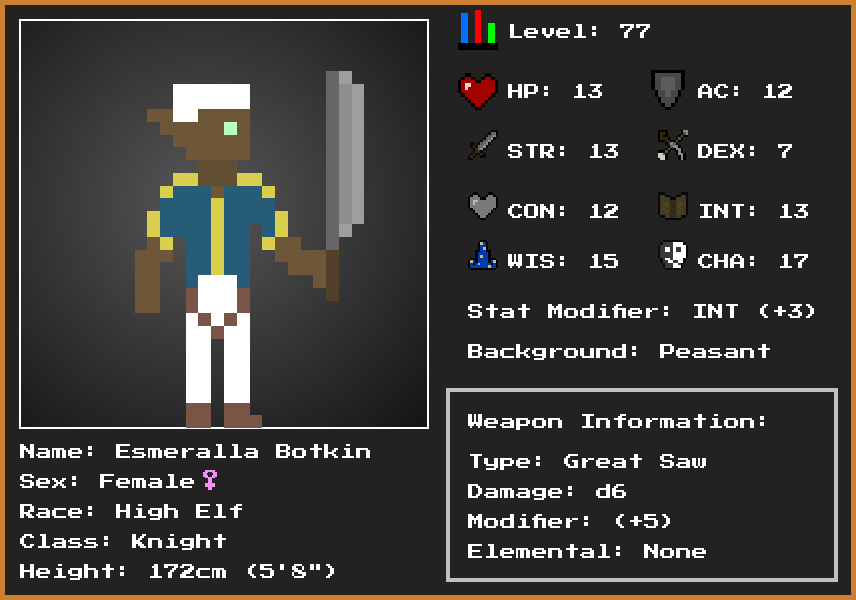 Level: 77
HP: 13 AC: 12
STR: 13 DEX: 7
CON: 12 INT: 13
WIS: 15 CHA: 17
Stat Modifier: INT (+3)
Background: Peasant
Weapon Information:
Type: Great Saw
Damage: d6
Modifier: (+5)
Elemental: None
Name: Esmeralla Botkin
Sex: Female♀
Race: High Elf
Class: Knight
Height: 172cm (5'8")